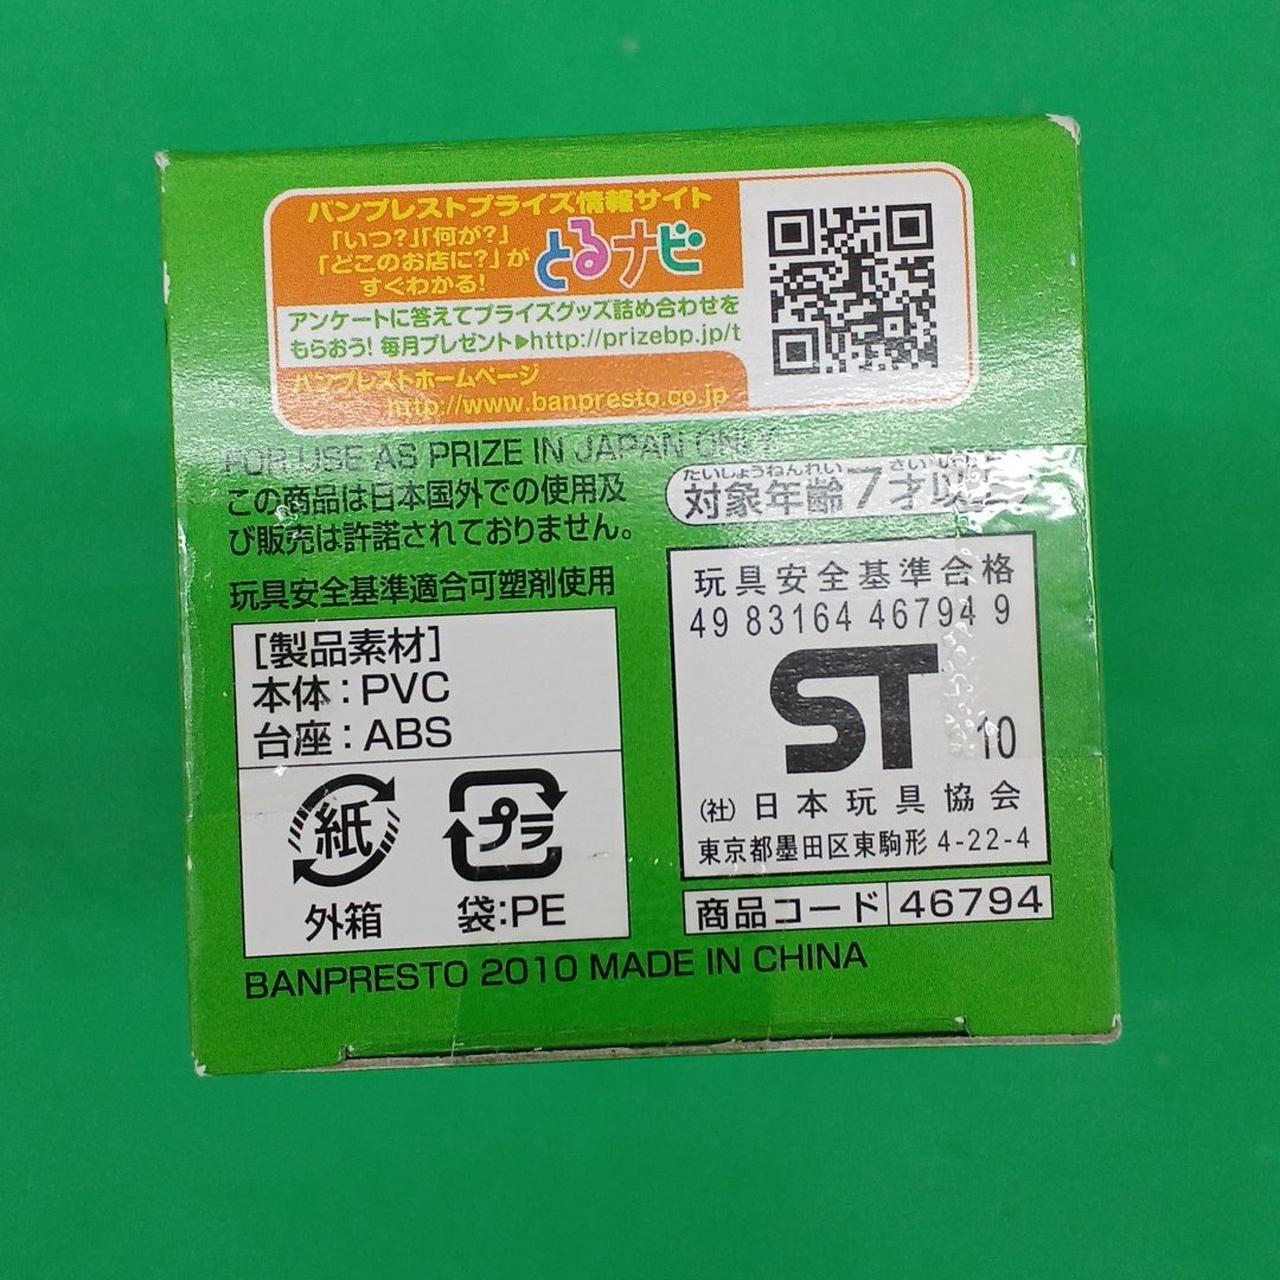 バンプレストプライズ情報サイト
「いつ?」「何が?」
「どこのお店に?」が
すぐわかる!
とるナビ
アンケートに答えてプライズグッズ詰め合わせを
もらおう! 毎月プレゼント▶http://prizebp.jp/t
バンプレストホームページ
http://www.banpresto.co.jp
FOR USE AS PRIZE IN JAPAN ONLY
この商品は日本国外での使用及
び販売は許諾されておりません。
玩具安全基準適合可塑剤使用
[製品素材]
本体:PVC
台座:ABS
紙
外箱
プラ
袋:PE
たいしょうねんれい さい いじょう
対象年齢7才以上
玩具安全基準合格
49 83164 46794 9
ST
10
(社)日本玩具協会
東京都墨田区東駒形 4-22-4
商品コード 46794
BANPRESTO 2010 MADE IN CHINA